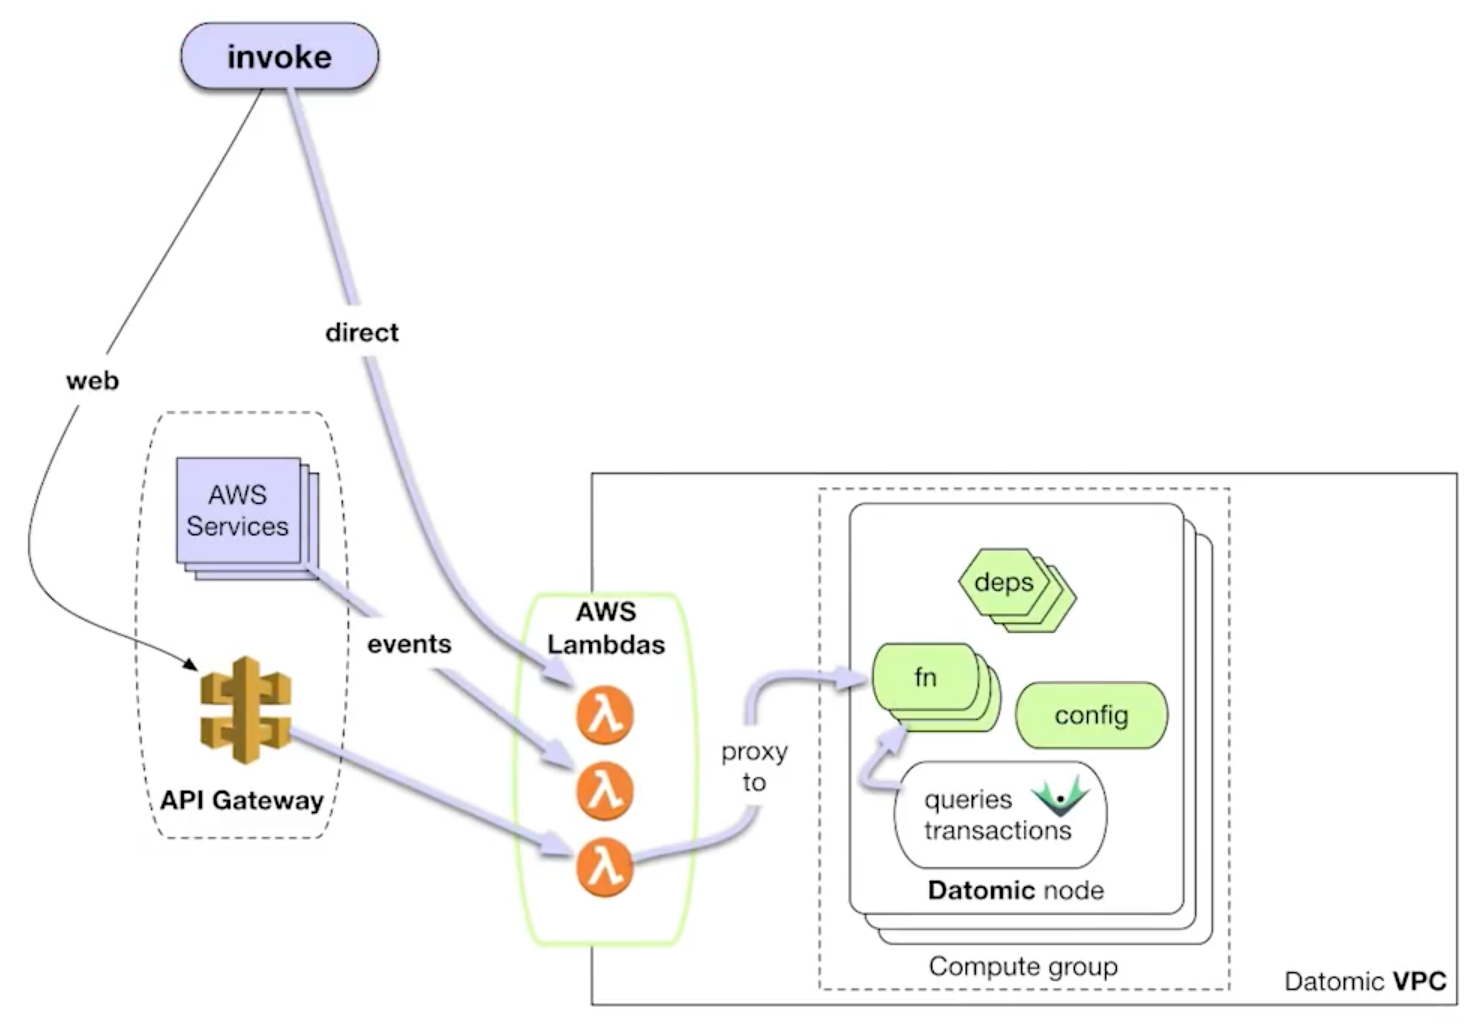 invoke
direct
web
AWS
Services
events
API Gateway
AWS
Lambdas
λ
λ
λ
proxy
to
deps
fn
config
queries
transactions
Datomic node
Compute group
Datomic VPC